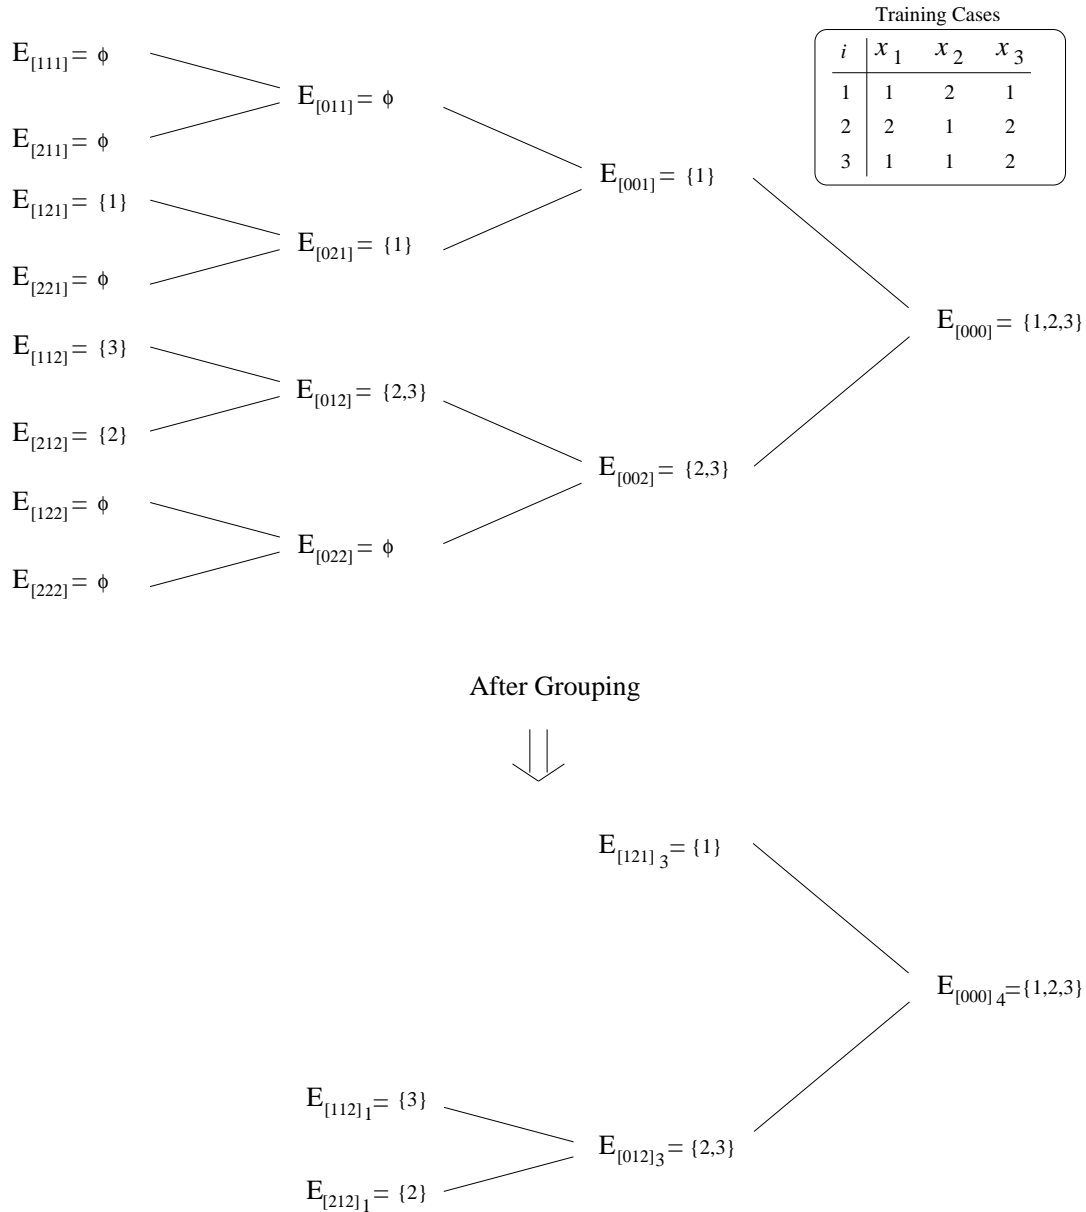 Training Cases
i x1 x2 x3
1 1 2 1
2 2 1 2
3 1 1 2
E[111] = ϕ
E[211] = ϕ
E[121] = {1}
E[221] = ϕ
E[112] = {3}
E[212] = {2}
E[122] = ϕ
E[222] = ϕ
E[011] = ϕ
E[021] = {1}
E[012] = {2,3}
E[022] = ϕ
E[001] = {1}
E[002] = {2,3}
E[000] = {1,2,3}
After Grouping
E[121] 3 = {1}
E[000] 4 = {1,2,3}
E[112] 1 = {3}
E[012] 3 = {2,3}
E[212] 1 = {2}